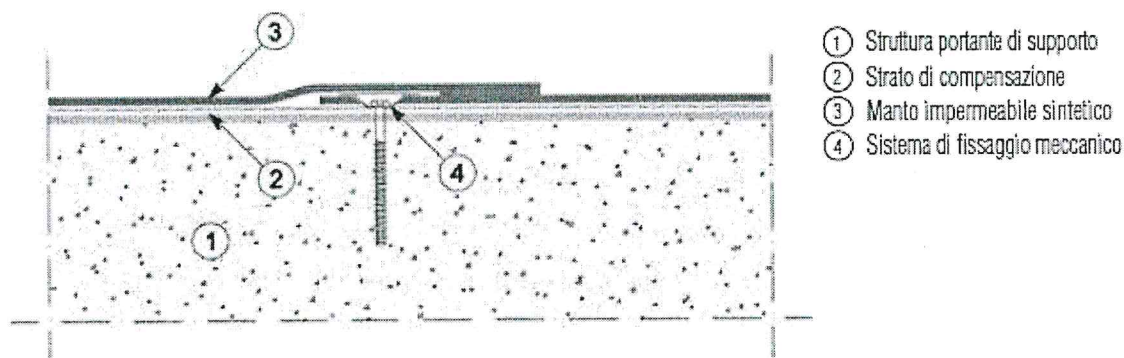 3
2
4
1
1 Struttura portante di supporto
2 Strato di compensazione
3 Manto impermeabile sintetico
4 Sistema di fissaggio meccanico